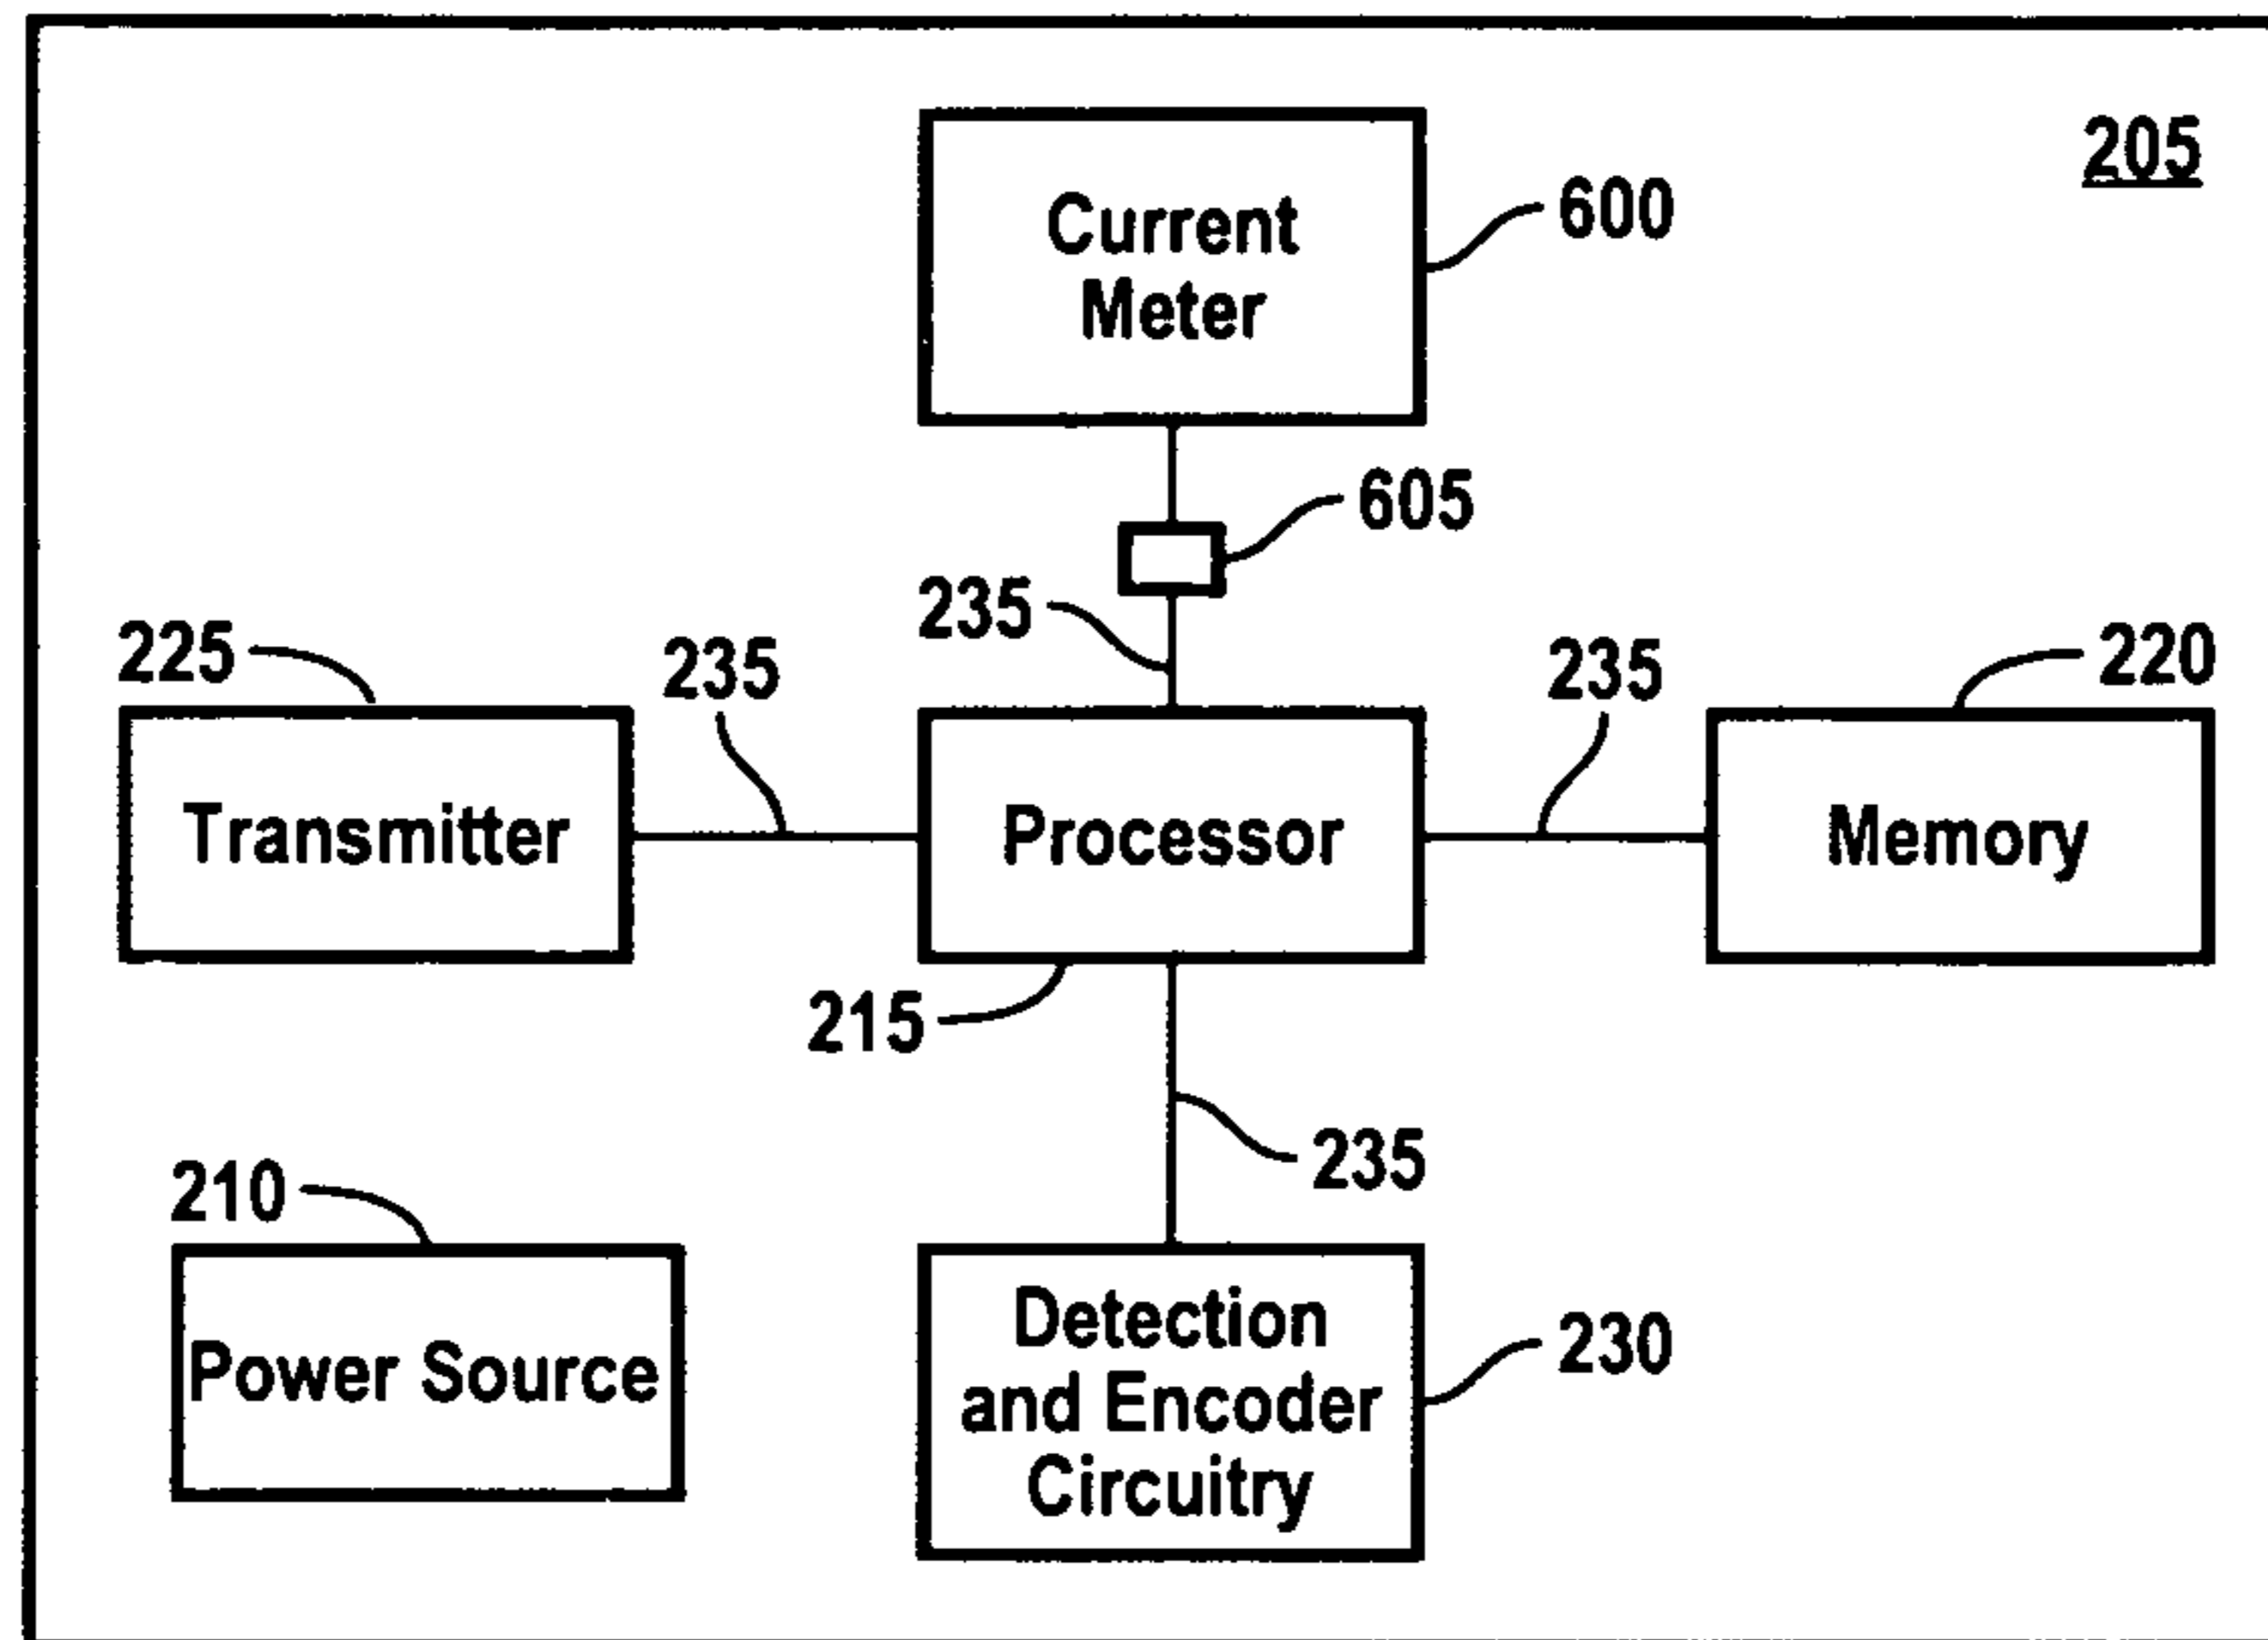 205
Current
Meter
600
605
235
225
235
235
220
Transmitter
Processor
Memory
215
235
210
Power Source
Detection
and Encoder
Circuitry
230